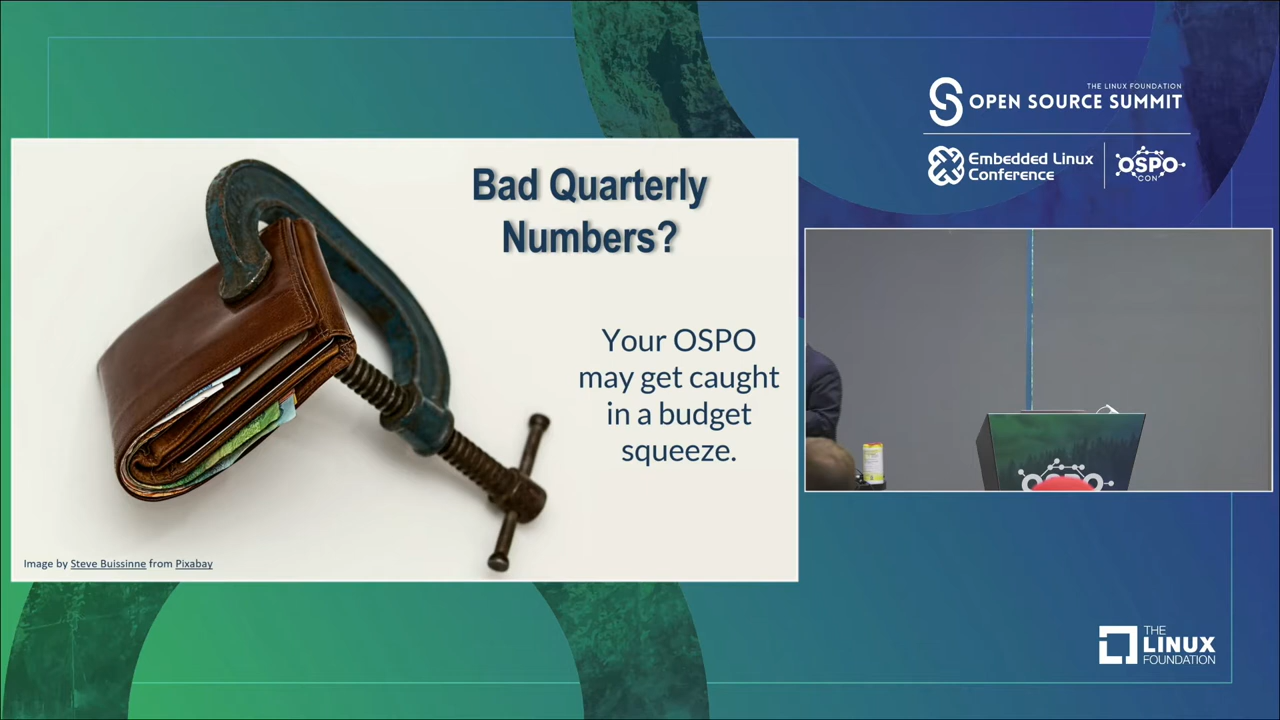 THE LINUX FOUNDATION
OPEN SOURCE SUMMIT
Embedded Linux
Conference
OSPO
CON
Bad Quarterly
Numbers?
Your OSPO
may get caught
in a budget
squeeze.
Image by Steve Buissinne from Pixabay
OSPO
THE
LINUX
FOUNDATION